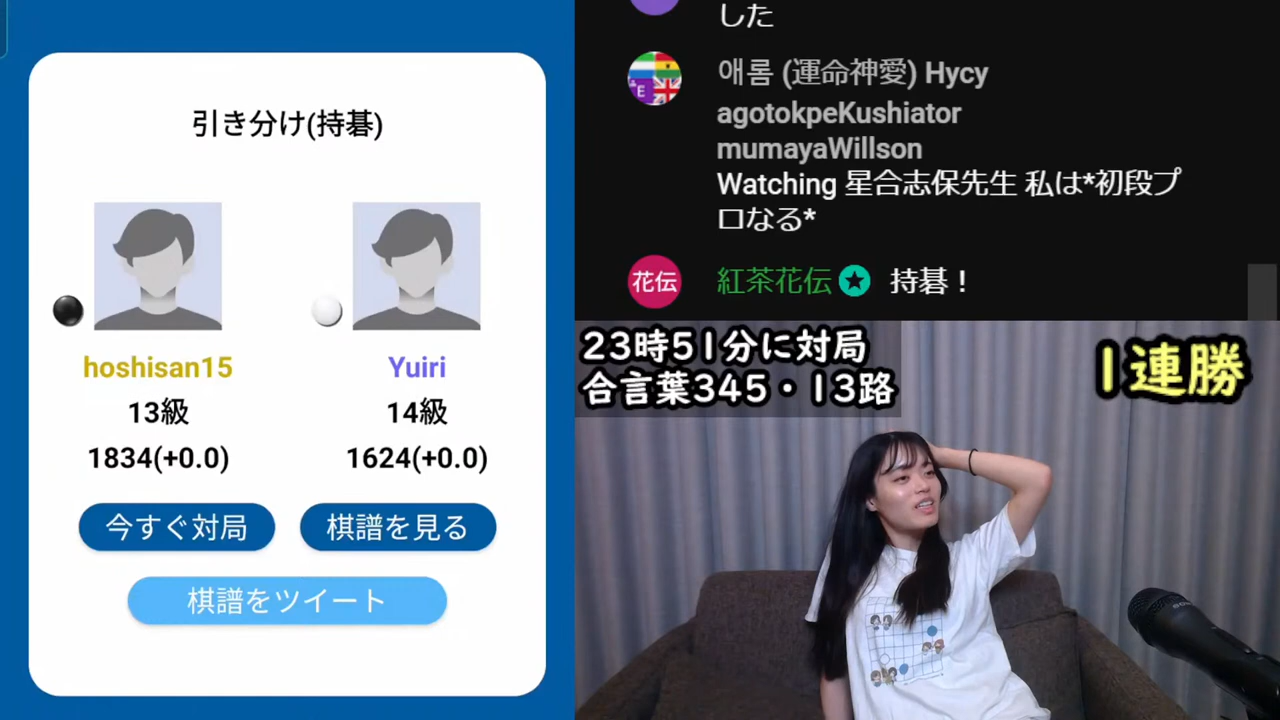 引き分け(持碁)
hoshisan15
13級
1834(+0.0)
Yuiri
14級
1624(+0.0)
今すぐ対局
棋譜を見る
棋譜をツイート
した
애롬 (運命神愛) Hycy
agotokpeKushiator
mumayaWillson
Watching 星合志保先生 私は*初段プ
ロなる*
花伝
紅茶花伝 持碁！
23時51分に対局
合言葉345・13路
1連勝